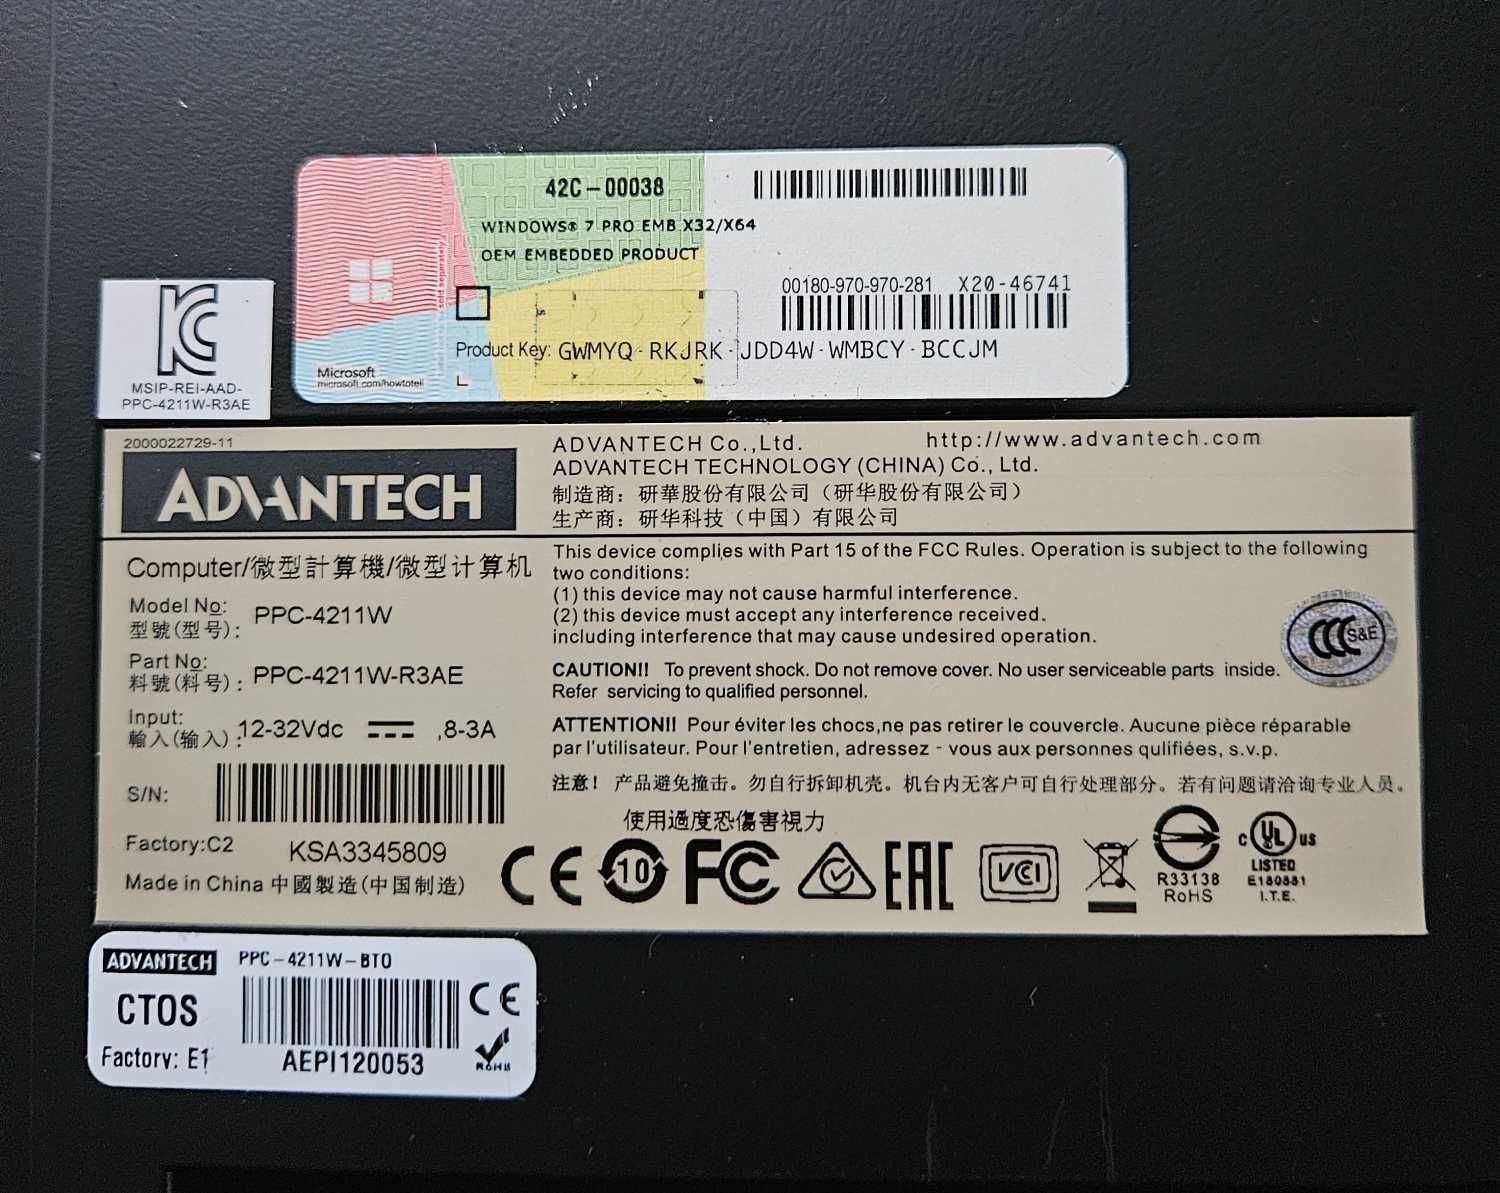 42C-00038
WINDOWS® 7 PRO EMB X32/X64
OEM EMBEDDED PRODUCT
sold separately
00180-970-970-281 X20-46741
Product Key: GWMYQ-RKJRK-JDD4W-WMBCY-BCCJM
Microsoft
microsoft.com/howtotell
MSIP-REI-AAD-
PPC-4211W-R3AE
2000022729-11
ADVANTECH
ADVANTECH Co.,Ltd. http://www.advantech.com
ADVANTECH TECHNOLOGY (CHINA) Co., Ltd.
制造商：研華股份有限公司（研华股份有限公司）
生产商：研华科技（中国）有限公司
Computer/微型計算機/微型计算机
Model No:
型號(型号): PPC-4211W
Part No:
料號(料号): PPC-4211W-R3AE
Input:
輸入(输入): 12-32Vdc ,8-3A
S/N:
Factory:C2 KSA3345809
Made in China 中國製造(中国制造)
This device complies with Part 15 of the FCC Rules. Operation is subject to the following
two conditions:
(1) this device may not cause harmful interference.
(2) this device must accept any interference received.
including interference that may cause undesired operation.
CAUTION!! To prevent shock. Do not remove cover. No user serviceable parts inside.
Refer servicing to qualified personnel.
ATTENTION!! Pour éviter les chocs,ne pas retirer le couvercle. Aucune pièce réparable
par l'utilisateur. Pour l'entretien, adressez - vous aux personnes qulifiées, s.v.p.
注意！产品避免撞击。勿自行拆卸机壳。机台内无客户可自行处理部分。若有问题请洽询专业人员。
使用過度恐傷害視力
CCC S&E
CE 10 FC EAC VCCI
R33138
RoHS
C UL US
LISTED
E180881
I.T.E.
ADVANTECH PPC-4211W-BTO
CTOS CE
Factory: E1 AEPI120053
RoHS